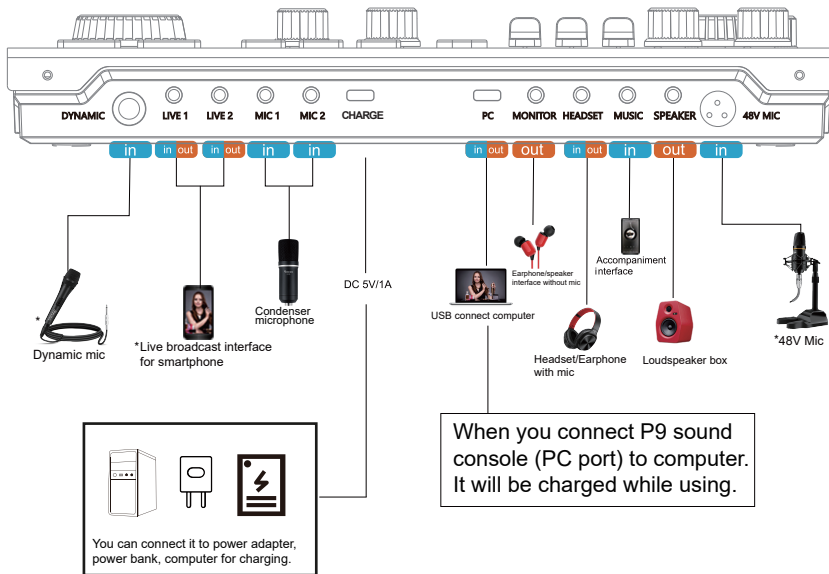 DYNAMIC
LIVE 1
LIVE 2
MIC 1
MIC 2
CHARGE
PC
MONITOR
HEADSET
MUSIC
SPEAKER
48V MIC
in
in out
in out
in
in
in out
out
in out
in
out
in
*
Dynamic mic
*Live broadcast interface
for smartphone
Condenser
microphone
DC 5V/1A
USB connect computer
Earphone/speaker
interface without mic
Headset/Earphone
with mic
Accompaniment
interface
Loudspeaker box
*48V Mic
You can connect it to power adapter,
power bank, computer for charging.
When you connect P9 sound
console (PC port) to computer.
It will be charged while using.